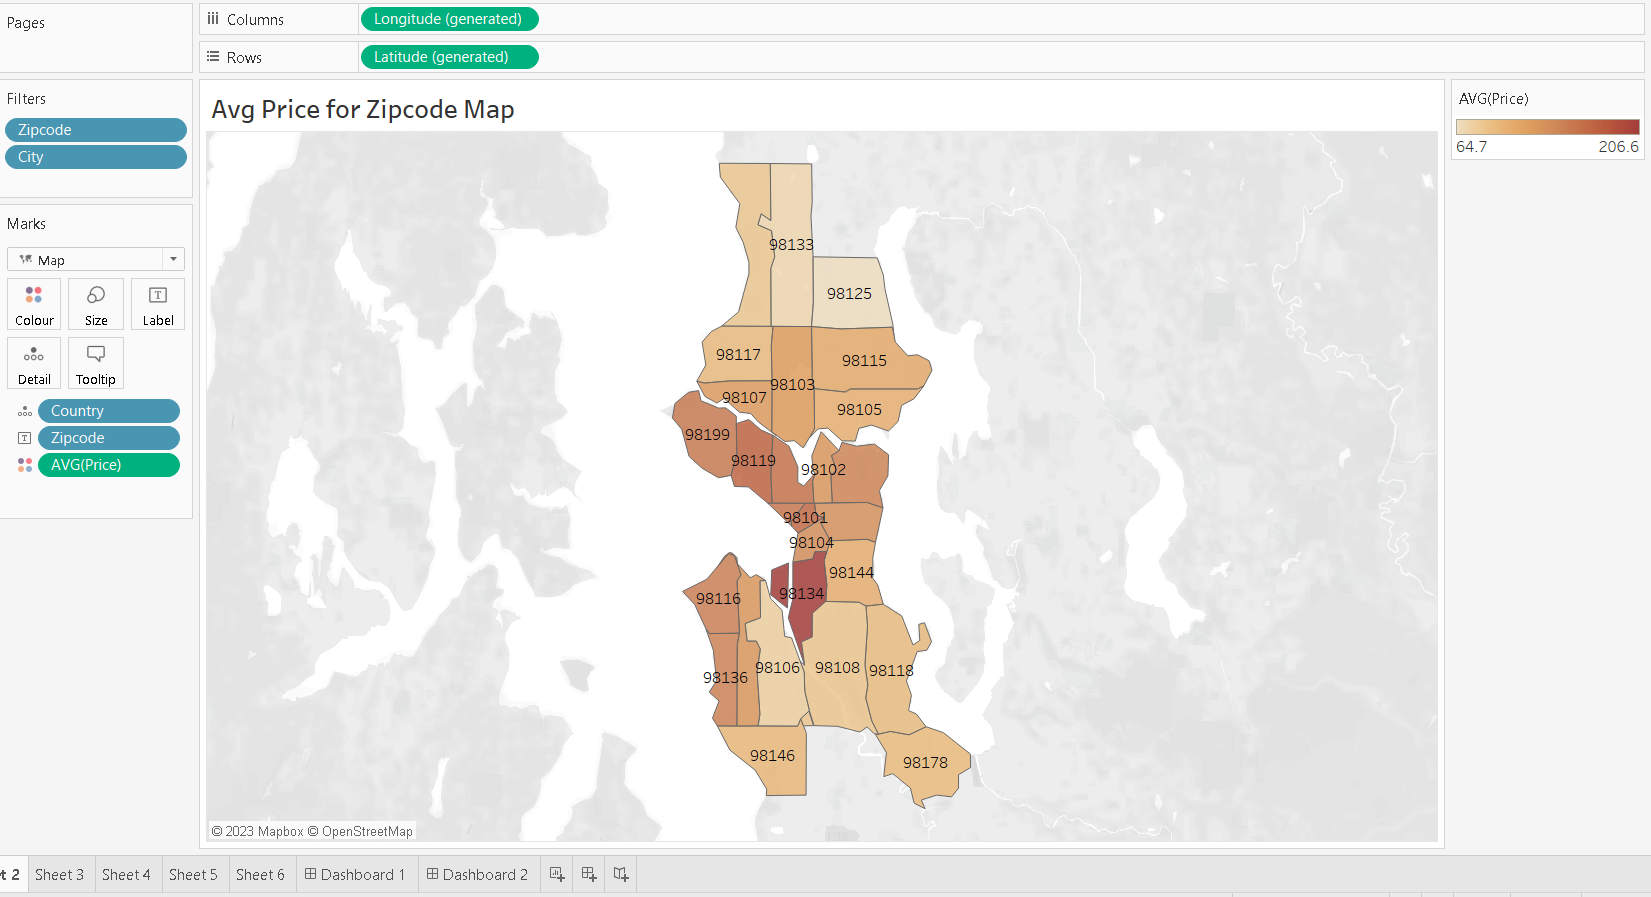 Pages
Columns
Longitude (generated)
Rows
Latitude (generated)
Filters
Zipcode
City
Marks
Map
Colour
Size
Label
Detail
Tooltip
Country
Zipcode
AVG(Price)
Avg Price for Zipcode Map
98133
98125
98117
98115
98103
98107
98105
98199
98119
98102
98101
98104
98144
98134
98116
98106
98108
98118
98136
98146
98178
© 2023 Mapbox © OpenStreetMap
AVG(Price)
64.7
206.6
t 2
Sheet 3
Sheet 4
Sheet 5
Sheet 6
Dashboard 1
Dashboard 2